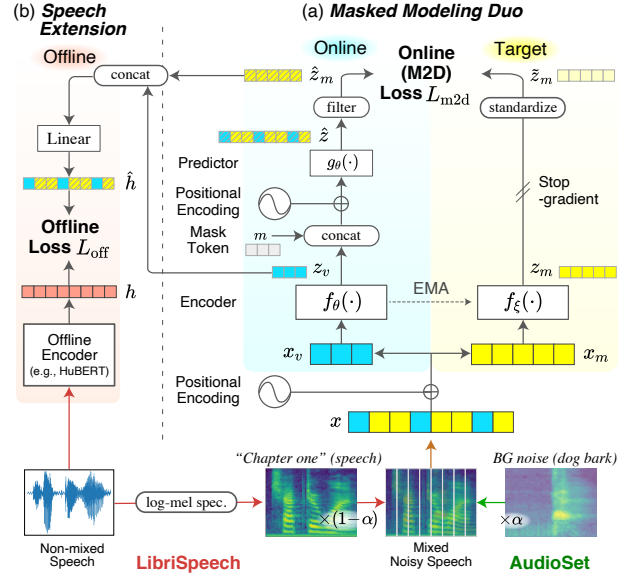 (b) Speech
Extension
(a) Masked Modeling Duo
Offline
Online
Online
(M2D)
Loss L_m2d
Target
concat
ẑ_m
z̃_m
filter
standardize
Linear
ẑ
Predictor
g_θ(·)
ĥ
Positional
Encoding
Stop
-gradient
Offline
Loss L_off
Mask
Token
m
concat
z_v
z_m
h
EMA
Encoder
f_θ(·)
f_ξ(·)
Offline
Encoder
(e.g., HuBERT)
x_v
x_m
Positional
Encoding
x
“Chapter one” (speech)
BG noise (dog bark)
log-mel spec.
×(1-α)
×α
Non-mixed
Speech
LibriSpeech
Mixed
Noisy Speech
AudioSet